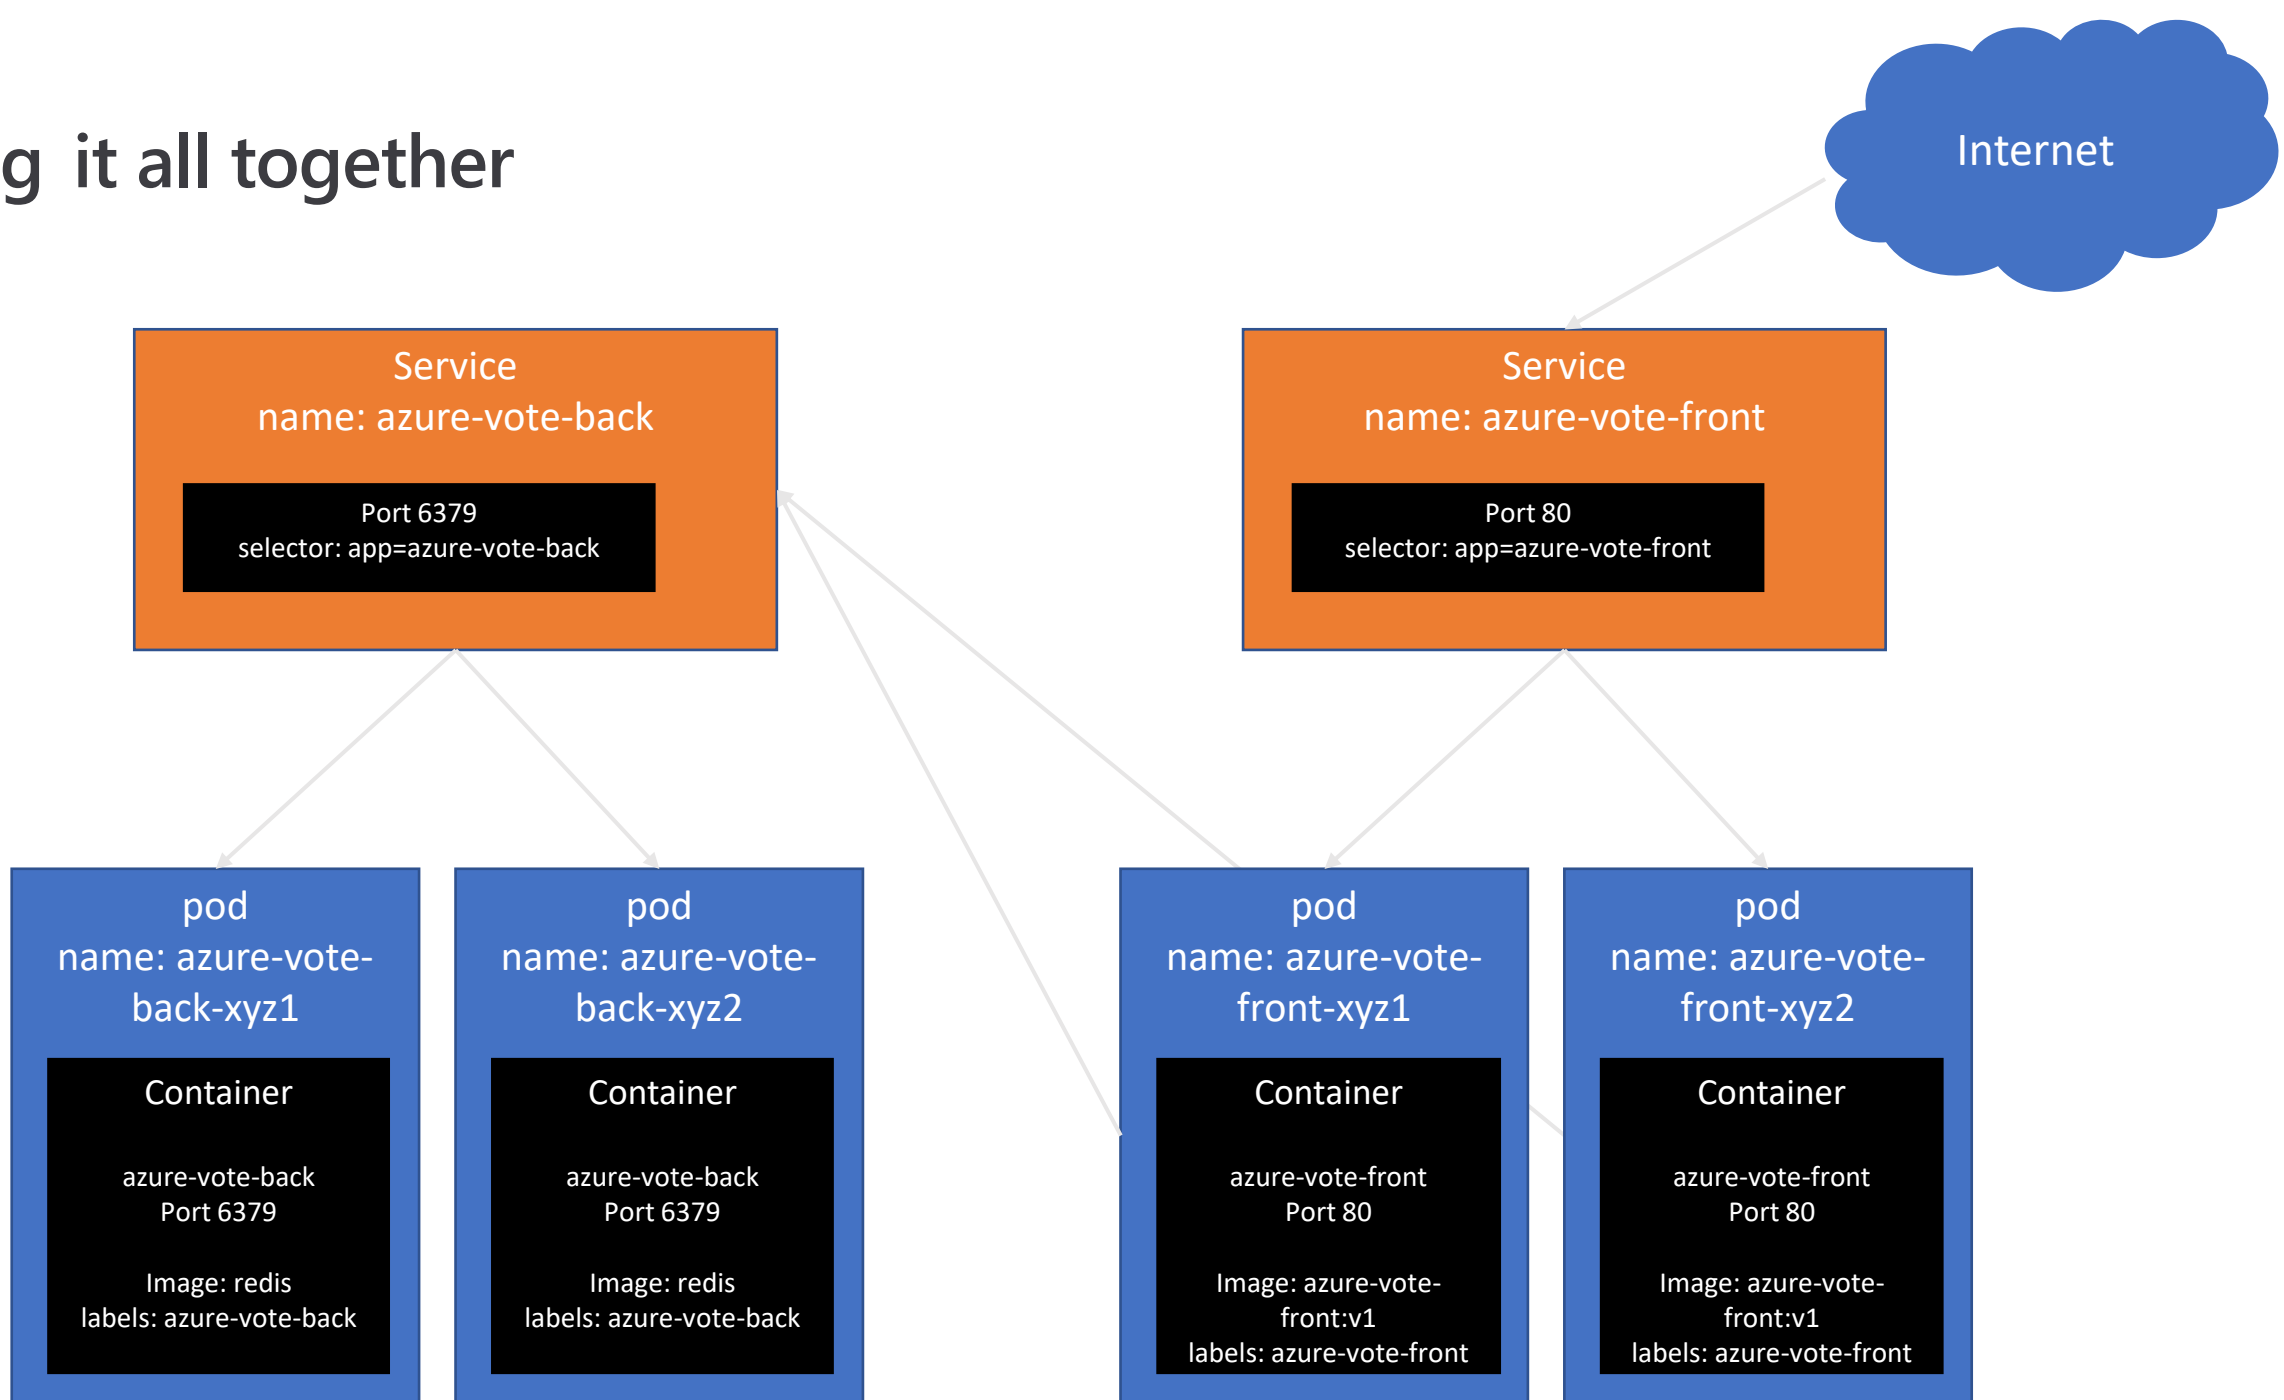 g it all together
Internet
Service
name: azure-vote-back
Port 6379
selector: app=azure-vote-back
Service
name: azure-vote-front
Port 80
selector: app=azure-vote-front
pod
name: azure-vote-
back-xyz1
Container
azure-vote-back
Port 6379
Image: redis
labels: azure-vote-back
pod
name: azure-vote-
back-xyz2
Container
azure-vote-back
Port 6379
Image: redis
labels: azure-vote-back
pod
name: azure-vote-
front-xyz1
Container
azure-vote-front
Port 80
Image: azure-vote-
front:v1
labels: azure-vote-front
pod
name: azure-vote-
front-xyz2
Container
azure-vote-front
Port 80
Image: azure-vote-
front:v1
labels: azure-vote-front